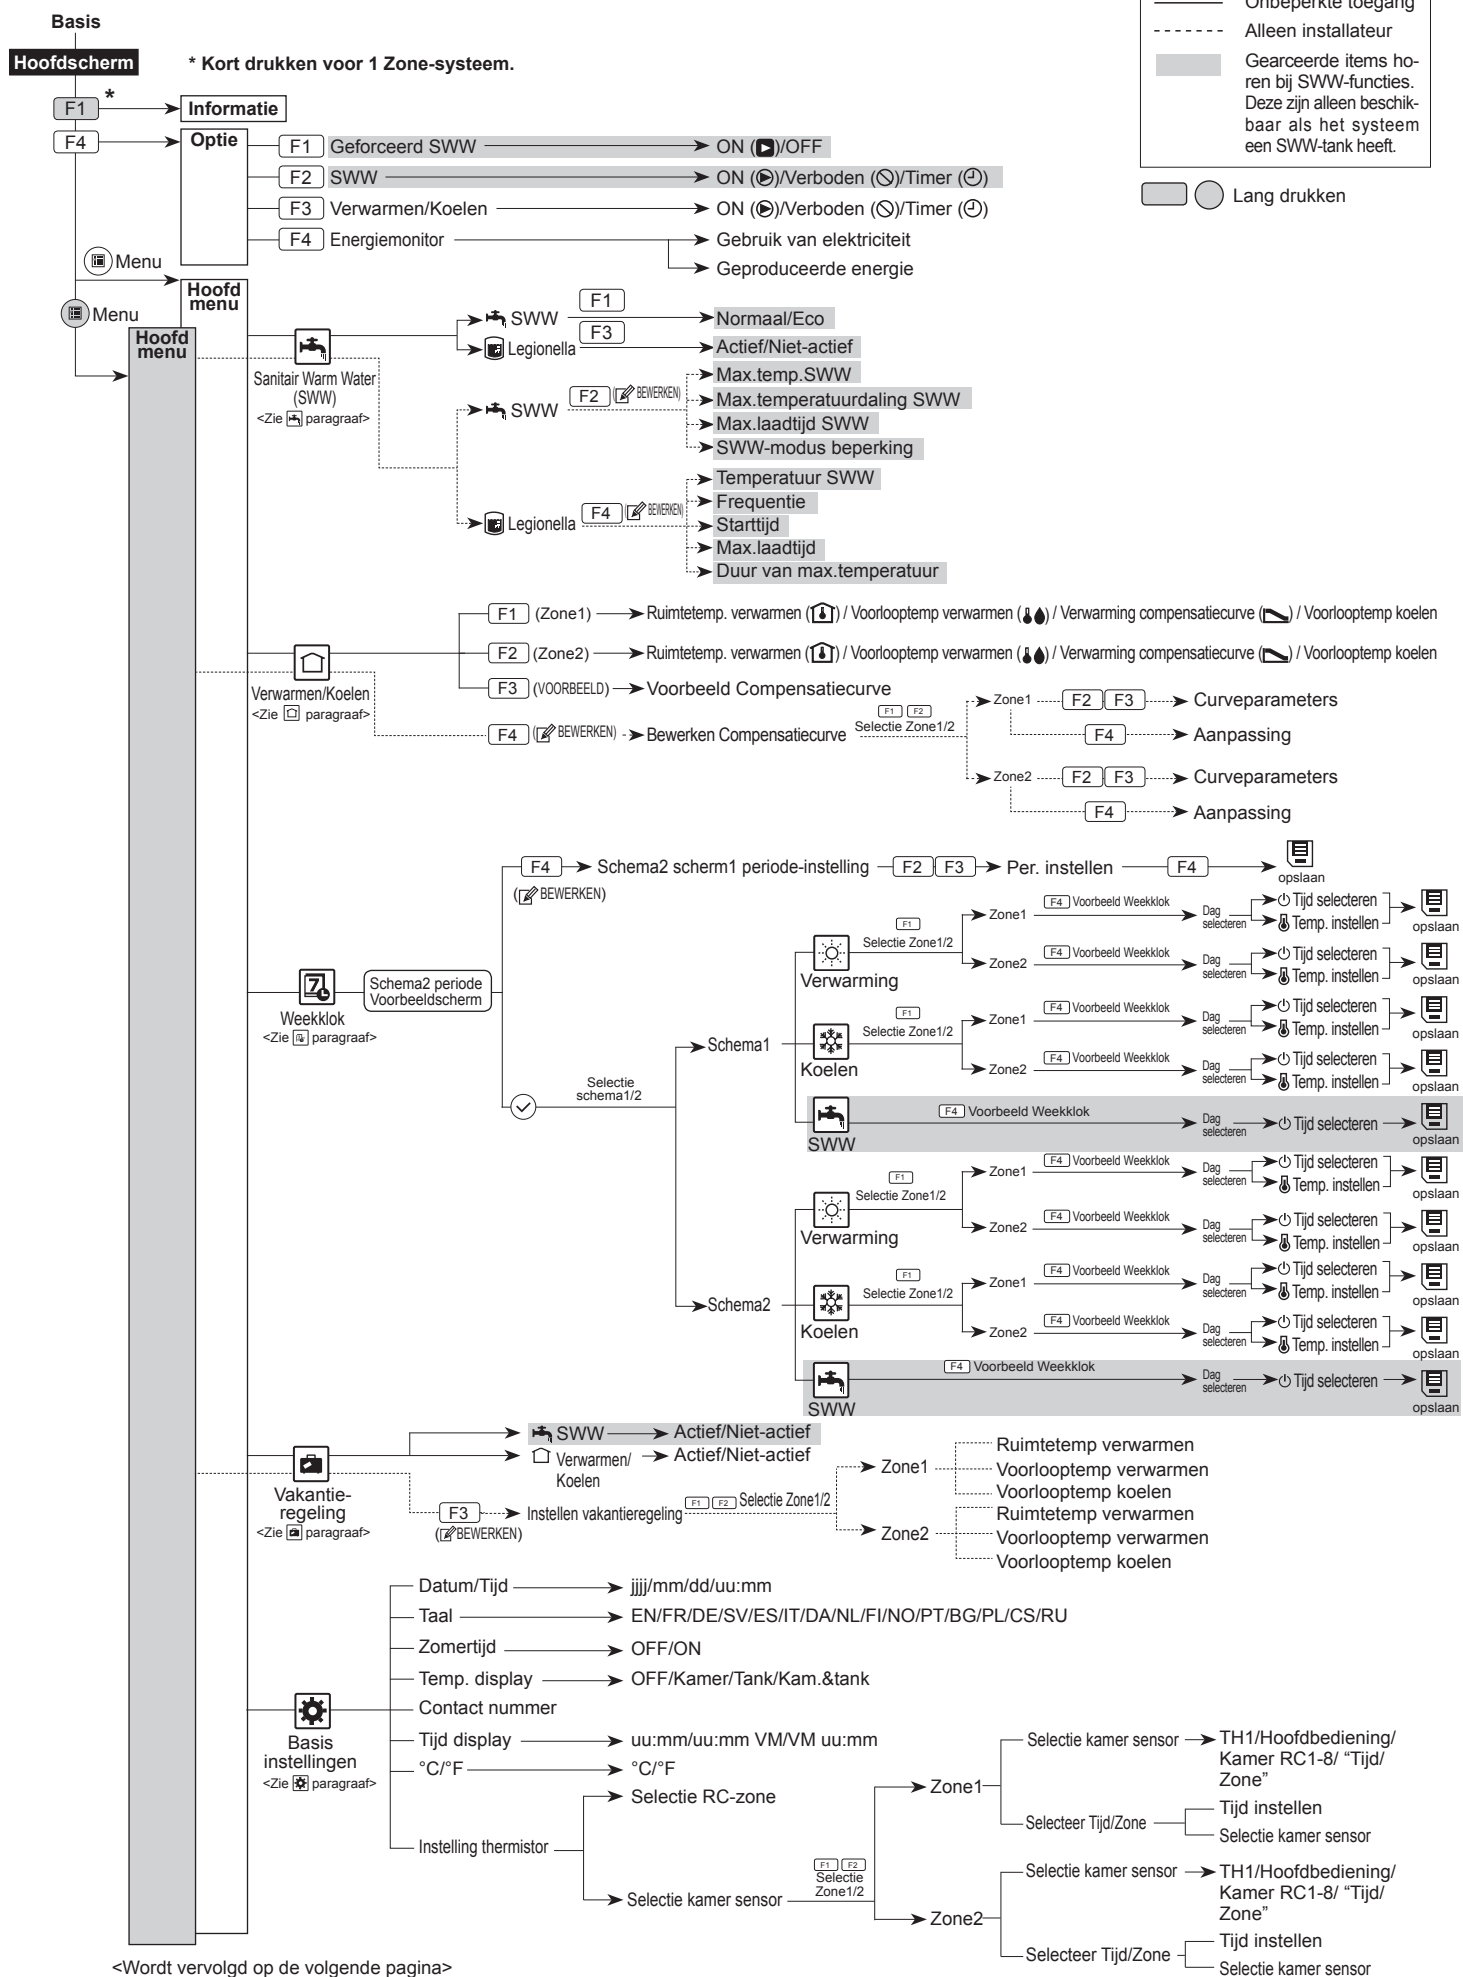 Basis
Hoofdscherm
* Kort drukken voor 1 Zone-systeem.
Onbeperkte toegang
Alleen installateur
Gearceerde items ho-
ren bij SWW-functies.
Deze zijn alleen beschik-
baar als het systeem
een SWW-tank heeft.
Lang drukken
F1 * Informatie
F4 Optie
F1 Geforceerd SWW ON ()/OFF
F2 SWW ON ()/Verboden ()/Timer ()
F3 Verwarmen/Koelen ON ()/Verboden ()/Timer ()
F4 Energiemonitor Gebruik van elektriciteit
Geproduceerde energie
Menu
Hoofd
menu
Menu
Hoofd
menu
Sanitair Warm Water
(SWW)
<Zie paragraaf>
SWW F1 Normaal/Eco
Legionella F3 Actief/Niet-actief
SWW F2 (BEWERKEN)
Max.temp.SWW
Max.temperatuurdaling SWW
Max.laadtijd SWW
SWW-modus beperking
Legionella F4 (BEWERKEN)
Temperatuur SWW
Frequentie
Starttijd
Max.laadtijd
Duur van max.temperatuur
Verwarmen/Koelen
<Zie paragraaf>
F1 (Zone1) Ruimtetemp. verwarmen () / Voorlooptemp verwarmen () / Verwarming compensatiecurve () / Voorlooptemp koelen
F2 (Zone2) Ruimtetemp. verwarmen () / Voorlooptemp verwarmen () / Verwarming compensatiecurve () / Voorlooptemp koelen
F3 (VOORBEELD) Voorbeeld Compensatiecurve
F4 (BEWERKEN) Bewerken Compensatiecurve
F1 F2
Selectie Zone1/2
Zone1 F2 F3 Curveparameters
F4 Aanpassing
Zone2 F2 F3 Curveparameters
F4 Aanpassing
Weekklok
<Zie paragraaf>
Schema2 periode
Voorbeeldscherm
F4 Schema2 scherm1 periode-instelling F2 F3 Per. instellen F4 opslaan
(BEWERKEN)
Selectie
schema1/2
Schema1
Verwarming
F1
Selectie Zone1/2
Zone1 F4 Voorbeeld Weekklok Dag selecteren Tijd selecteren
Temp. instellen opslaan
Zone2 F4 Voorbeeld Weekklok Dag selecteren Tijd selecteren
Temp. instellen opslaan
Koelen
F1
Selectie Zone1/2
Zone1 F4 Voorbeeld Weekklok Dag selecteren Tijd selecteren
Temp. instellen opslaan
Zone2 F4 Voorbeeld Weekklok Dag selecteren Tijd selecteren
Temp. instellen opslaan
SWW F4 Voorbeeld Weekklok Dag selecteren Tijd selecteren opslaan
Schema2
Verwarming
F1
Selectie Zone1/2
Zone1 F4 Voorbeeld Weekklok Dag selecteren Tijd selecteren
Temp. instellen opslaan
Zone2 F4 Voorbeeld Weekklok Dag selecteren Tijd selecteren
Temp. instellen opslaan
Koelen
F1
Selectie Zone1/2
Zone1 F4 Voorbeeld Weekklok Dag selecteren Tijd selecteren
Temp. instellen opslaan
Zone2 F4 Voorbeeld Weekklok Dag selecteren Tijd selecteren
Temp. instellen opslaan
SWW F4 Voorbeeld Weekklok Dag selecteren Tijd selecteren opslaan
Vakantie-
regeling
<Zie paragraaf>
SWW Actief/Niet-actief
Verwarmen/
Koelen Actief/Niet-actief
F3 Instellen vakantieregeling F1 F2 Selectie Zone1/2
(BEWERKEN)
Zone1
Ruimtetemp verwarmen
Voorlooptemp verwarmen
Voorlooptemp koelen
Zone2
Ruimtetemp verwarmen
Voorlooptemp verwarmen
Voorlooptemp koelen
Basis
instellingen
<Zie paragraaf>
Datum/Tijd jjjj/mm/dd/uu:mm
Taal EN/FR/DE/SV/ES/IT/DA/NL/FI/NO/PT/BG/PL/CS/RU
Zomertijd OFF/ON
Temp. display OFF/Kamer/Tank/Kam.&tank
Contact nummer
Tijd display uu:mm/uu:mm VM/VM uu:mm
°C/°F °C/°F
Instelling thermistor
Selectie RC-zone
Selectie kamer sensor
F1 F2
Selectie
Zone1/2
Zone1
Selectie kamer sensor TH1/Hoofdbediening/
Kamer RC1-8/ “Tijd/
Zone”
Selecteer Tijd/Zone Tijd instellen
Selectie kamer sensor
Zone2
Selectie kamer sensor TH1/Hoofdbediening/
Kamer RC1-8/ “Tijd/
Zone”
Selecteer Tijd/Zone Tijd instellen
Selectie kamer sensor
<Wordt vervolgd op de volgende pagina>